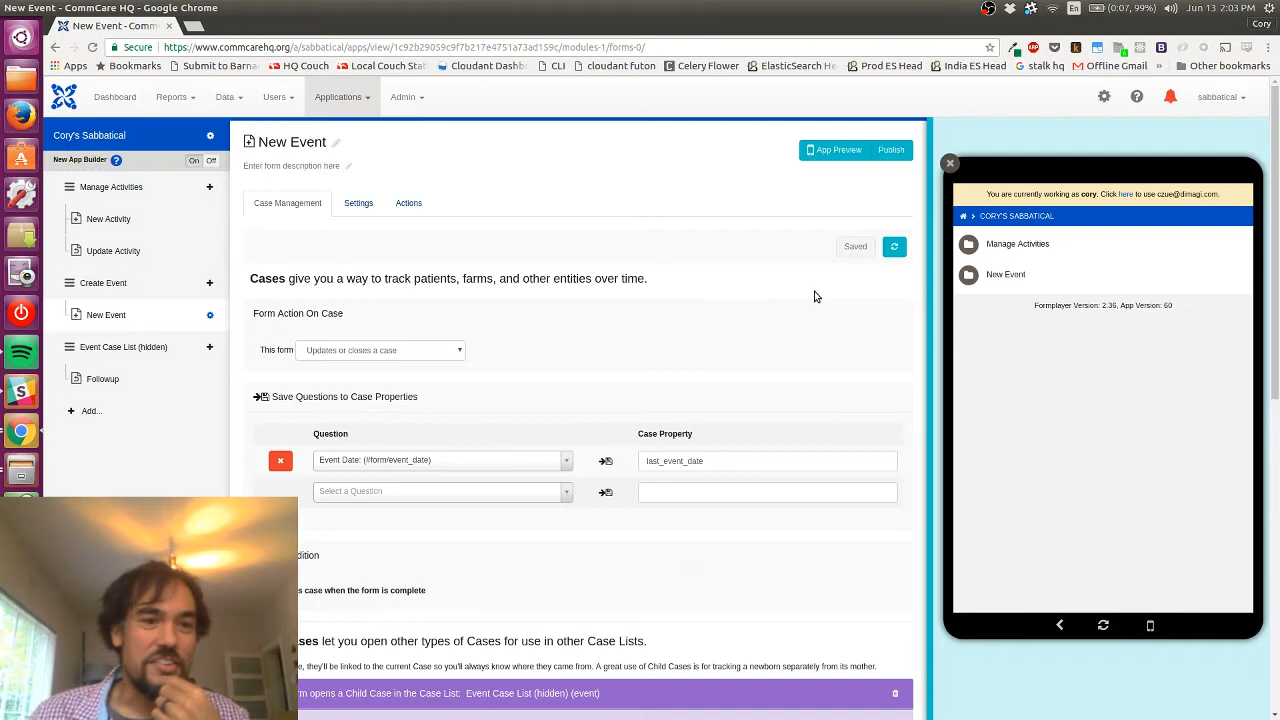 New Event - CommCare HQ - Google Chrome
En (0:07, 99%) Jun 13 2:03 PM
New Event - CommC × Cory
Secure https://www.commcarehq.org/a/sabbatical/apps/view/1c92b29059c9f7b217e4751a73ad159c/modules-1/forms-0/
Apps Bookmarks Submit to Barna HQ Couch Local Couch Stat Cloudant Dashb CLI cloudant futon Celery Flower ElasticSearch Prod ES Head India ES Head stalk hq Offline Gmail » Other bookmarks
Dashboard Reports Data Users Applications Admin sabbatical
Cory's Sabbatical
New App Builder ? On Off
Manage Activities +
New Activity
Update Activity
Create Event +
New Event
Event Case List (hidden) +
Followup
+ Add...
New Event
Enter form description here
App Preview Publish
Case Management Settings Actions
Saved
Cases give you a way to track patients, farms, and other entities over time.
Form Action On Case
This form Updates or closes a case
Save Questions to Case Properties
Question Case Property
Event Date: (#form/event_date) last_event_date
Select a Question
dition
s case when the form is complete
ses let you open other types of Cases for use in other Case Lists.
e, they'll be linked to the current Case so you'll always know where they came from. A great use of Child Cases is for tracking a newborn separately from its mother.
rm opens a Child Case in the Case List: Event Case List (hidden) (event)
You are currently working as cory. Click here to use czue@dimagi.com.
CORY'S SABBATICAL
Manage Activities
New Event
Formplayer Version: 2.36, App Version: 60